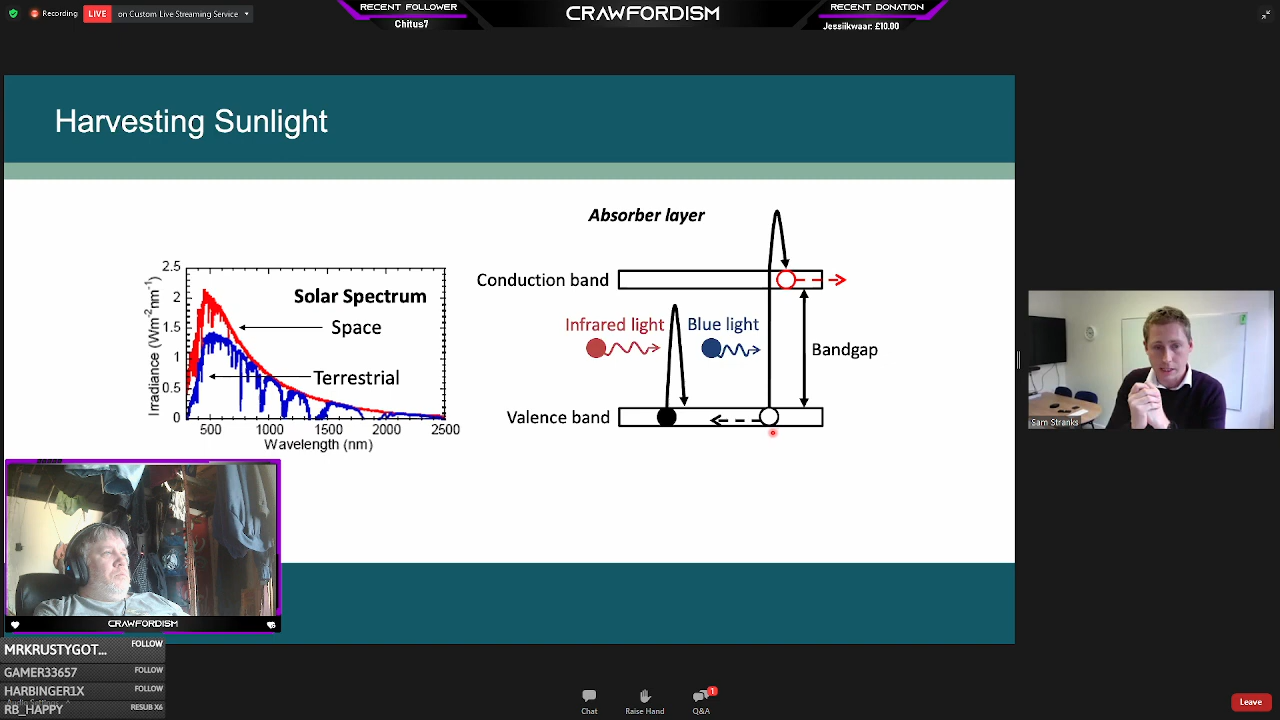 Recording
LIVE
on Custom Live Streaming Service
RECENT FOLLOWER
Chitus7
CRAWFORDISM
RECENT DONATION
Jessiikwaar: £10.00
Harvesting Sunlight
Absorber layer
Conduction band
Infrared light
Blue light
Bandgap
Valence band
Solar Spectrum
Space
Terrestrial
Irradiance (Wm-2nm-1)
2.5
2
1.5
1
0.5
0
500
1000
1500
2000
2500
Wavelength (nm)
Sam Stranks
CRAWFORDISM
MRKRUSTYGOT...
FOLLOW
GAMER33657
FOLLOW
HARBINGER1X
FOLLOW
RB_HAPPY
RESUB X6
Chat
Raise Hand
Q&A
1
Leave